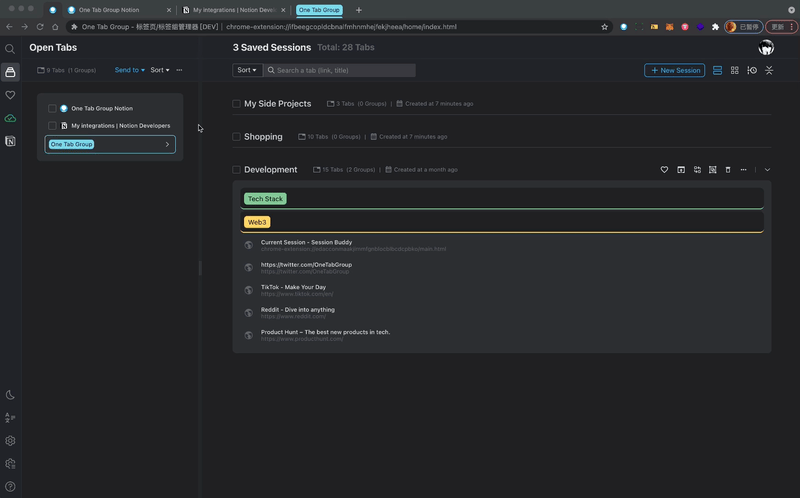 One Tab Group Notion
My integrations | Notion Devel
One Tab Group
One Tab Group - 标签页/标签组管理器 [DEV] | chrome-extension://ifbeegcopidcbnalfmhnmhejfekjheea/home/index.html
已暂停
更新
Open Tabs
3 Saved Sessions Total: 28 Tabs
9 Tabs (1 Groups) Send to Sort
Sort Search a tab (link, title)
+ New Session
One Tab Group Notion
My integrations | Notion Developers
One Tab Group
My Side Projects 3 Tabs (0 Groups) | Created at 7 minutes ago
Shopping 10 Tabs (0 Groups) | Created at 7 minutes ago
Development 15 Tabs (2 Groups) | Created at a month ago
Tech Stack
Web3
Current Session - Session Buddy
https://twitter.com/OneTabGroup
https://twitter.com/OneTabGroup
TikTok - Make Your Day
https://www.tiktok.com/en/
Reddit - Dive into anything
https://www.reddit.com/
Product Hunt – The best new products in tech.
https://www.producthunt.com/